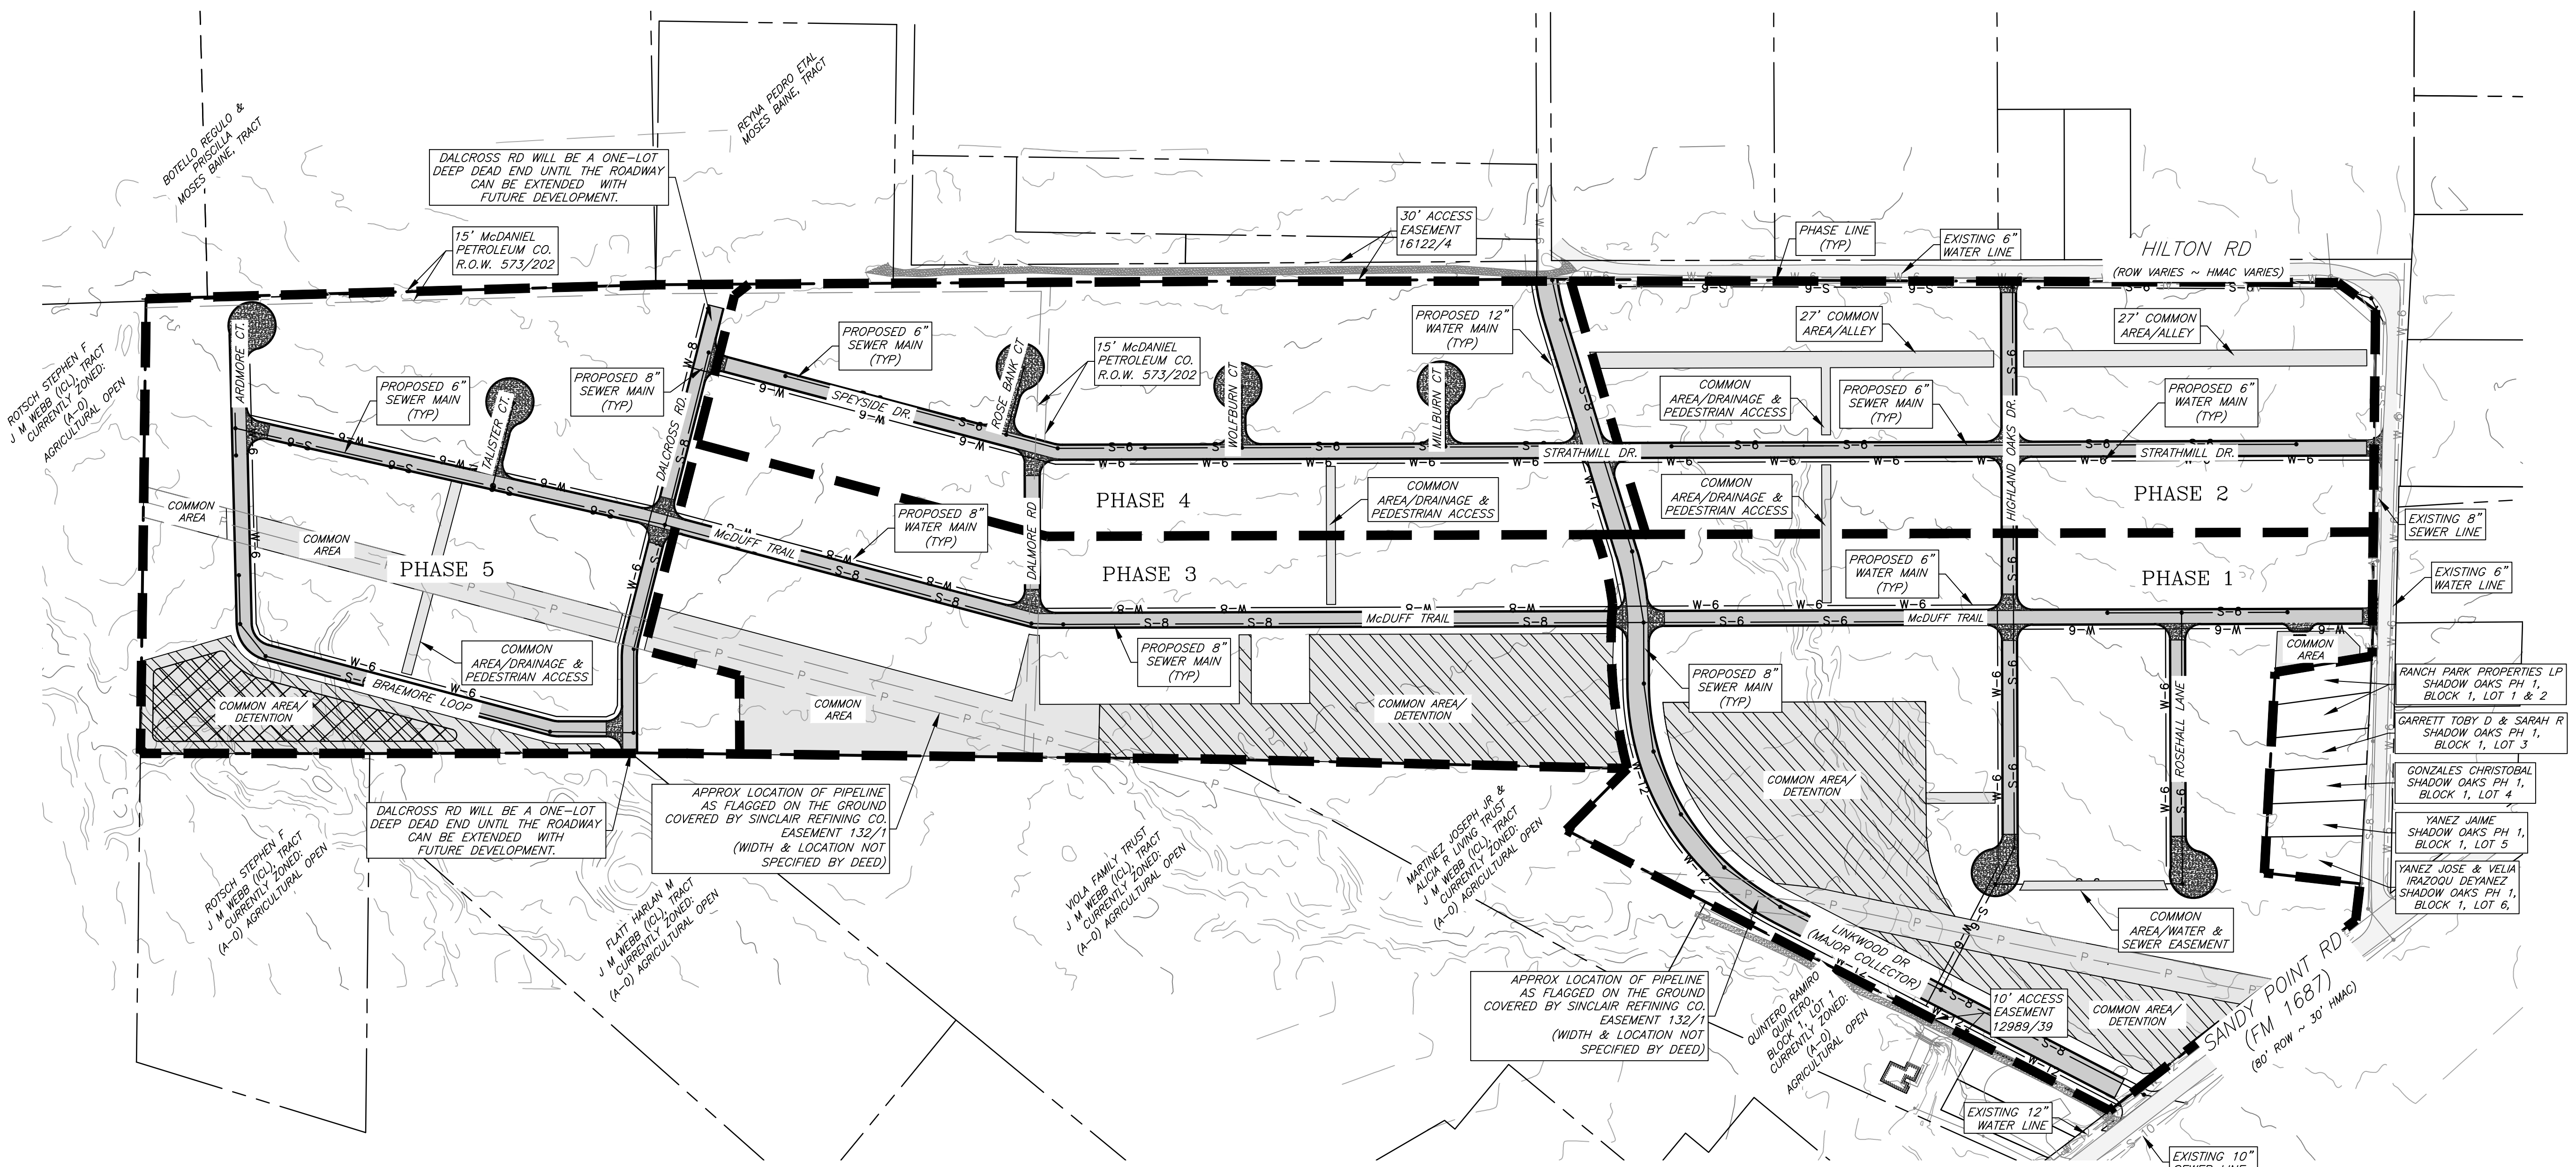 BOTELLO REGULO &
PRISCILLA
MOSES BAINE, TRACT
REYNA PEDRO ETAL
MOSES BAINE, TRACT
DALCROSS RD WILL BE A ONE-LOT
DEEP DEAD END UNTIL THE ROADWAY
CAN BE EXTENDED WITH
FUTURE DEVELOPMENT.
15' McDANIEL
PETROLEUM CO.
R.O.W. 573/202
30' ACCESS
EASEMENT
16122/4
PHASE LINE
(TYP)
EXISTING 6"
WATER LINE
HILTON RD
(ROW VARIES ~ HMAC VARIES)
ROTSCH STEPHEN F
J M WEBB (ICL), TRACT
CURRENTLY ZONED:
(A-O)
AGRICULTURAL OPEN
ARDMORE CT.
PROPOSED 6"
SEWER MAIN
(TYP)
TALISTER CT.
PROPOSED 8"
SEWER MAIN
(TYP)
DALCROSS RD.
PROPOSED 6"
SEWER MAIN
(TYP)
SPEYSIDE DR.
ROSE BANK CT
15' McDANIEL
PETROLEUM CO.
R.O.W. 573/202
WOLFBURN CT
MILLBURN CT
PROPOSED 12"
WATER MAIN
(TYP)
27' COMMON
AREA/ALLEY
27' COMMON
AREA/ALLEY
COMMON
AREA/DRAINAGE &
PEDESTRIAN ACCESS
PROPOSED 6"
SEWER MAIN
(TYP)
HIGHLAND OAKS DR.
PROPOSED 6"
WATER MAIN
(TYP)
STRATHMILL DR.
STRATHMILL DR.
COMMON
AREA
COMMON
AREA
PHASE 5
McDUFF TRAIL
PROPOSED 8"
WATER MAIN
(TYP)
DALMORE RD
PHASE 4
COMMON
AREA/DRAINAGE &
PEDESTRIAN ACCESS
COMMON
AREA/DRAINAGE &
PEDESTRIAN ACCESS
PHASE 2
EXISTING 8"
SEWER LINE
PHASE 3
PROPOSED 6"
WATER MAIN
(TYP)
PHASE 1
EXISTING 6"
WATER LINE
McDUFF TRAIL
McDUFF TRAIL
COMMON
AREA/DRAINAGE &
PEDESTRIAN ACCESS
BRAEMORE LOOP
COMMON AREA/
DETENTION
PROPOSED 8"
SEWER MAIN
(TYP)
COMMON
AREA
COMMON AREA/
DETENTION
PROPOSED 8"
SEWER MAIN
(TYP)
ROSEHALL LANE
COMMON
AREA
RANCH PARK PROPERTIES LP
SHADOW OAKS PH 1,
BLOCK 1, LOT 1 & 2
GARRETT TOBY D & SARAH R
SHADOW OAKS PH 1,
BLOCK 1, LOT 3
GONZALES CHRISTOBAL
SHADOW OAKS PH 1,
BLOCK 1, LOT 4
YANEZ JAIME
SHADOW OAKS PH 1,
BLOCK 1, LOT 5
YANEZ JOSE & VELIA
IRAZOQU DEYANEZ
SHADOW OAKS PH 1,
BLOCK 1, LOT 6,
COMMON AREA/
DETENTION
DALCROSS RD WILL BE A ONE-LOT
DEEP DEAD END UNTIL THE ROADWAY
CAN BE EXTENDED WITH
FUTURE DEVELOPMENT.
APPROX LOCATION OF PIPELINE
AS FLAGGED ON THE GROUND
COVERED BY SINCLAIR REFINING CO.
EASEMENT 132/1
(WIDTH & LOCATION NOT
SPECIFIED BY DEED)
ROTSCH STEPHEN F
J M WEBB (ICL), TRACT
CURRENTLY ZONED:
(A-O) AGRICULTURAL OPEN
FLATT HARLAN M
J M WEBB (ICL), TRACT
CURRENTLY ZONED:
(A-O) AGRICULTURAL OPEN
VIOLA FAMILY TRUST
J M WEBB (ICL), TRACT
CURRENTLY ZONED:
(A-O) AGRICULTURAL OPEN
MARTINEZ JOSEPH JR &
ALICIA R LIVING TRUST
J M WEBB (ICL), TRACT
CURRENTLY ZONED:
(A-O) AGRICULTURAL OPEN
COMMON
AREA/WATER &
SEWER EASEMENT
LINKWOOD DR
(MAJOR COLLECTOR)
APPROX LOCATION OF PIPELINE
AS FLAGGED ON THE GROUND
COVERED BY SINCLAIR REFINING CO.
EASEMENT 132/1
(WIDTH & LOCATION NOT
SPECIFIED BY DEED)
QUINTERO RAMIRO
QUINTERO,
BLOCK 1, LOT 1
CURRENTLY ZONED:
(A-O)
AGRICULTURAL OPEN
10' ACCESS
EASEMENT
12989/39
COMMON AREA/
DETENTION
SANDY POINT RD
(FM 1687)
(80' ROW ~ 30' HMAC)
EXISTING 12"
WATER LINE
EXISTING 10"